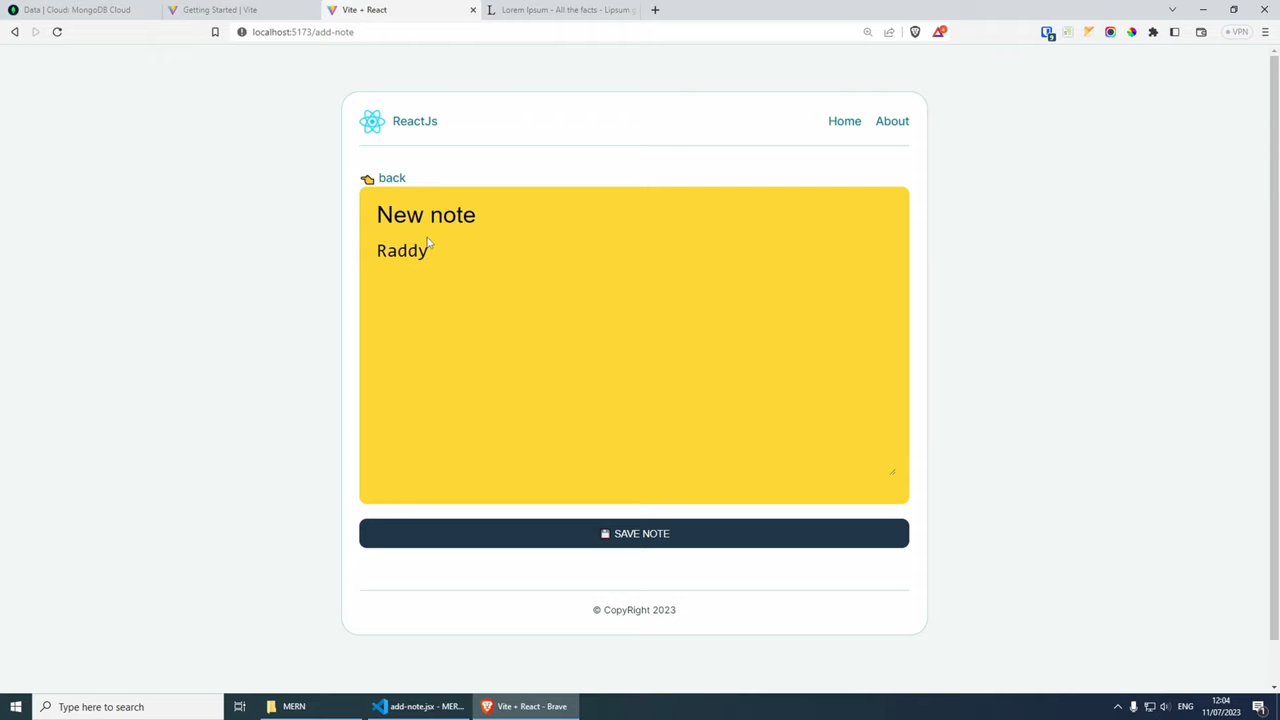 Data | Cloud: MongoDB Cloud
Getting Started | Vite
Vite + React
Lorem Ipsum - All the facts - Lipsum g
localhost:5173/add-note
VPN
ReactJs
Home
About
back
New note
Raddy
SAVE NOTE
© CopyRight 2023
Type here to search
MERN
add-note.jsx - MER...
Vite + React - Brave
ENG
12:04
11/07/2023